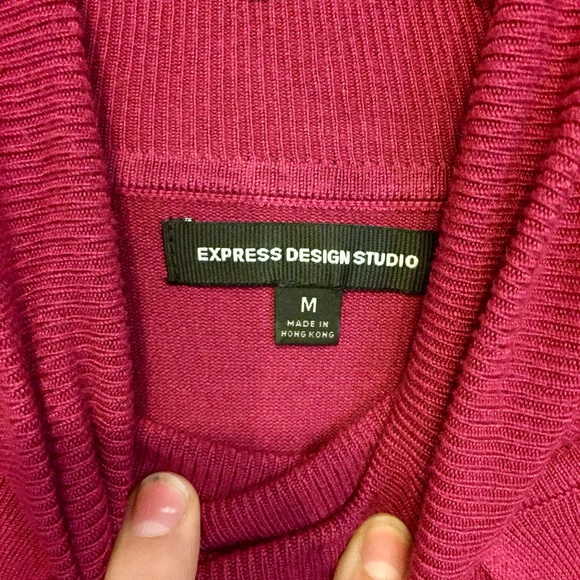 EXPRESS DESIGN STUDIO
M
MADE IN
HONG KONG